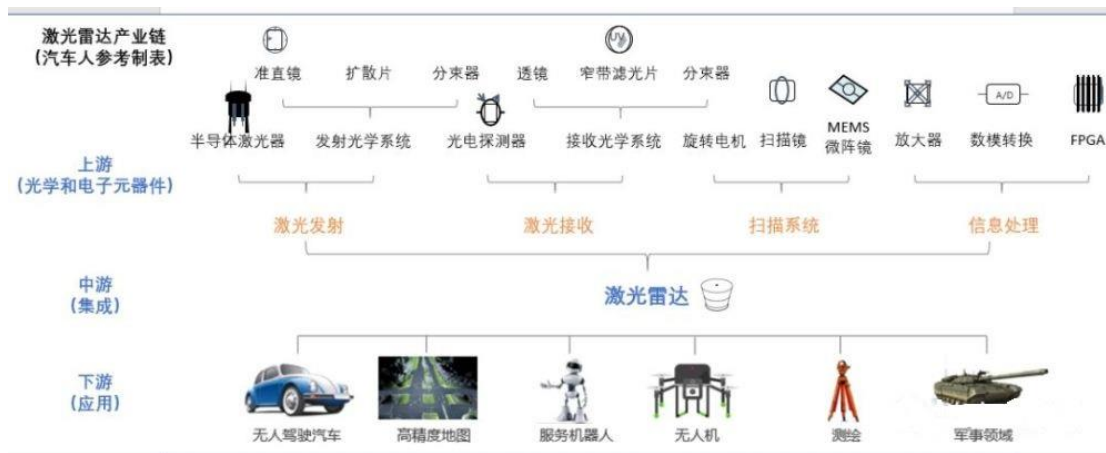 激光雷达产业链
(汽车人参考制表)
准直镜 扩散片 分束器 透镜 窄带滤光片 分束器
A/D
半导体激光器 发射光学系统 光电探测器 接收光学系统 旋转电机 扫描镜 MEMS
微阵镜 放大器 数模转换 FPGA
上游
(光学和电子元器件)
激光发射 激光接收 扫描系统 信息处理
中游
(集成)
激光雷达
下游
(应用)
无人驾驶汽车 高精度地图 服务机器人 无人机 测绘 军事领域